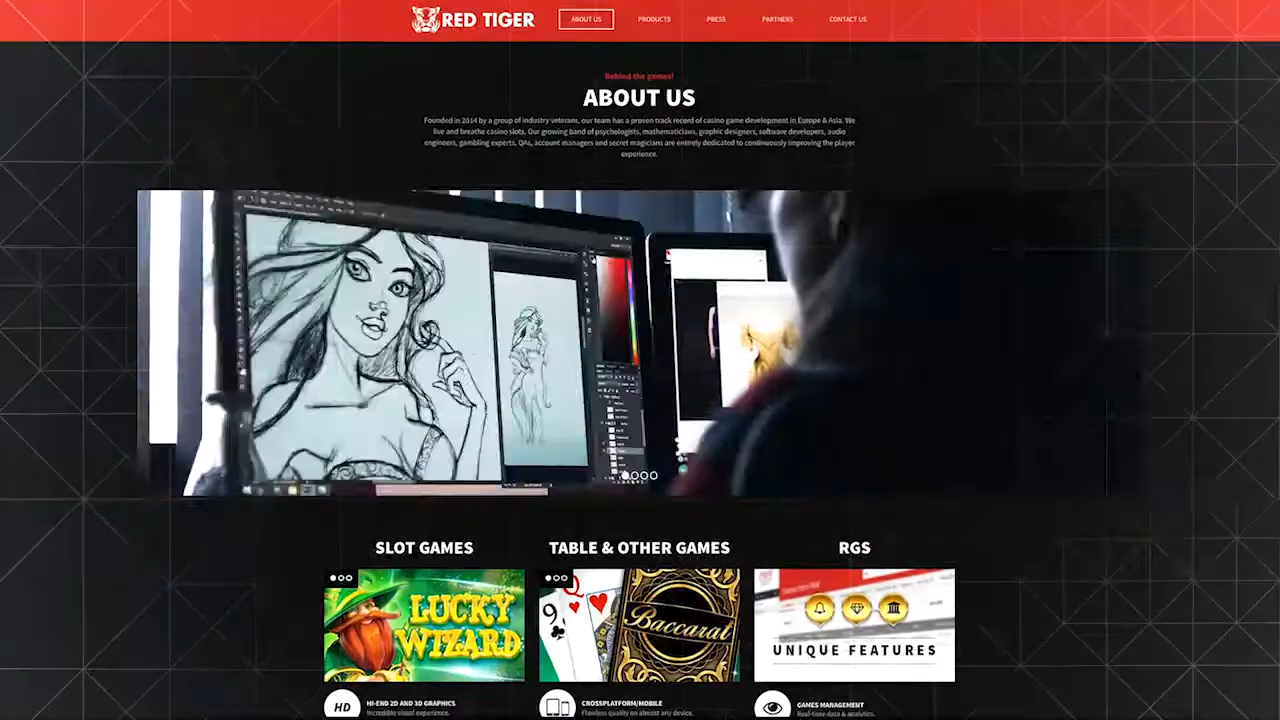 RED TIGER
ABOUT US
PRODUCTS
PRESS
PARTNERS
CONTACT US
Behind the games!
ABOUT US
Founded in 2014 by a group of industry veterans, our team has a proven track record of casino game development in Europe & Asia. We
live and breathe casino slots. Our growing band of psychologists, mathematicians, graphic designers, software developers, audio
engineers, gambling experts, QAs, account managers and secret magicians are entirely dedicated to continuously improving the player
experience.
SLOT GAMES
TABLE & OTHER GAMES
RGS
LUCKY
WIZARD
9
Q
Baccarat
UNIQUE FEATURES
HD
HI-END 2D AND 3D GRAPHICS
Incredible visual experience.
CROSSPLATFORM/MOBILE
Flawless quality on almost any device.
GAMES MANAGEMENT
Real-time data & analytics.